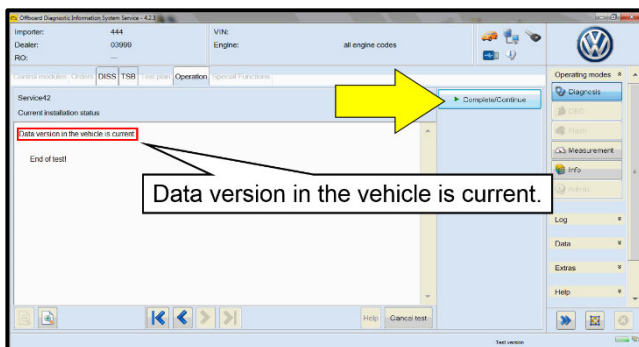 Offboard Diagnostic Information System Service - 4.2.3
Importer: 444 VIN:
Dealer: 03999 Engine: all engine codes
RO: ---
Control modules Orders DISS TSB Test plan Operation Special Functions
Operating modes
Service42
Current installation status
Complete/Continue
Diagnosis
OBD
Flash
Measurement
Info
Admin
Data version in the vehicle is current.
End of test!
Data version in the vehicle is current.
Log
Data
Extras
Help
Help
Cancel test
Test version